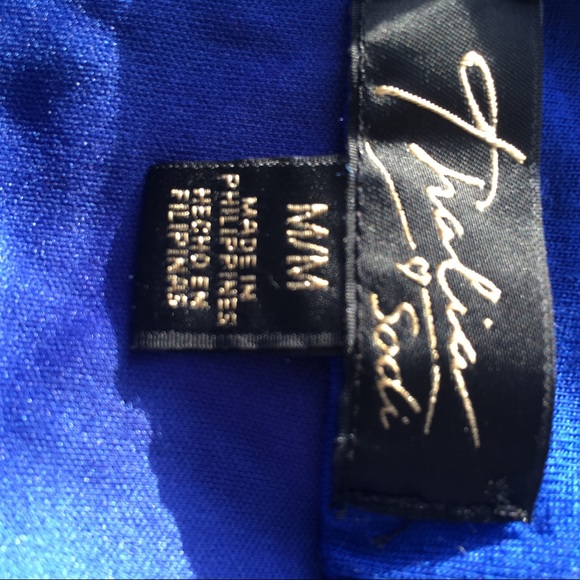 Thalia
Sodi
M/M
MADE IN
PHILIPPINES
HECHO EN
FILIPINAS